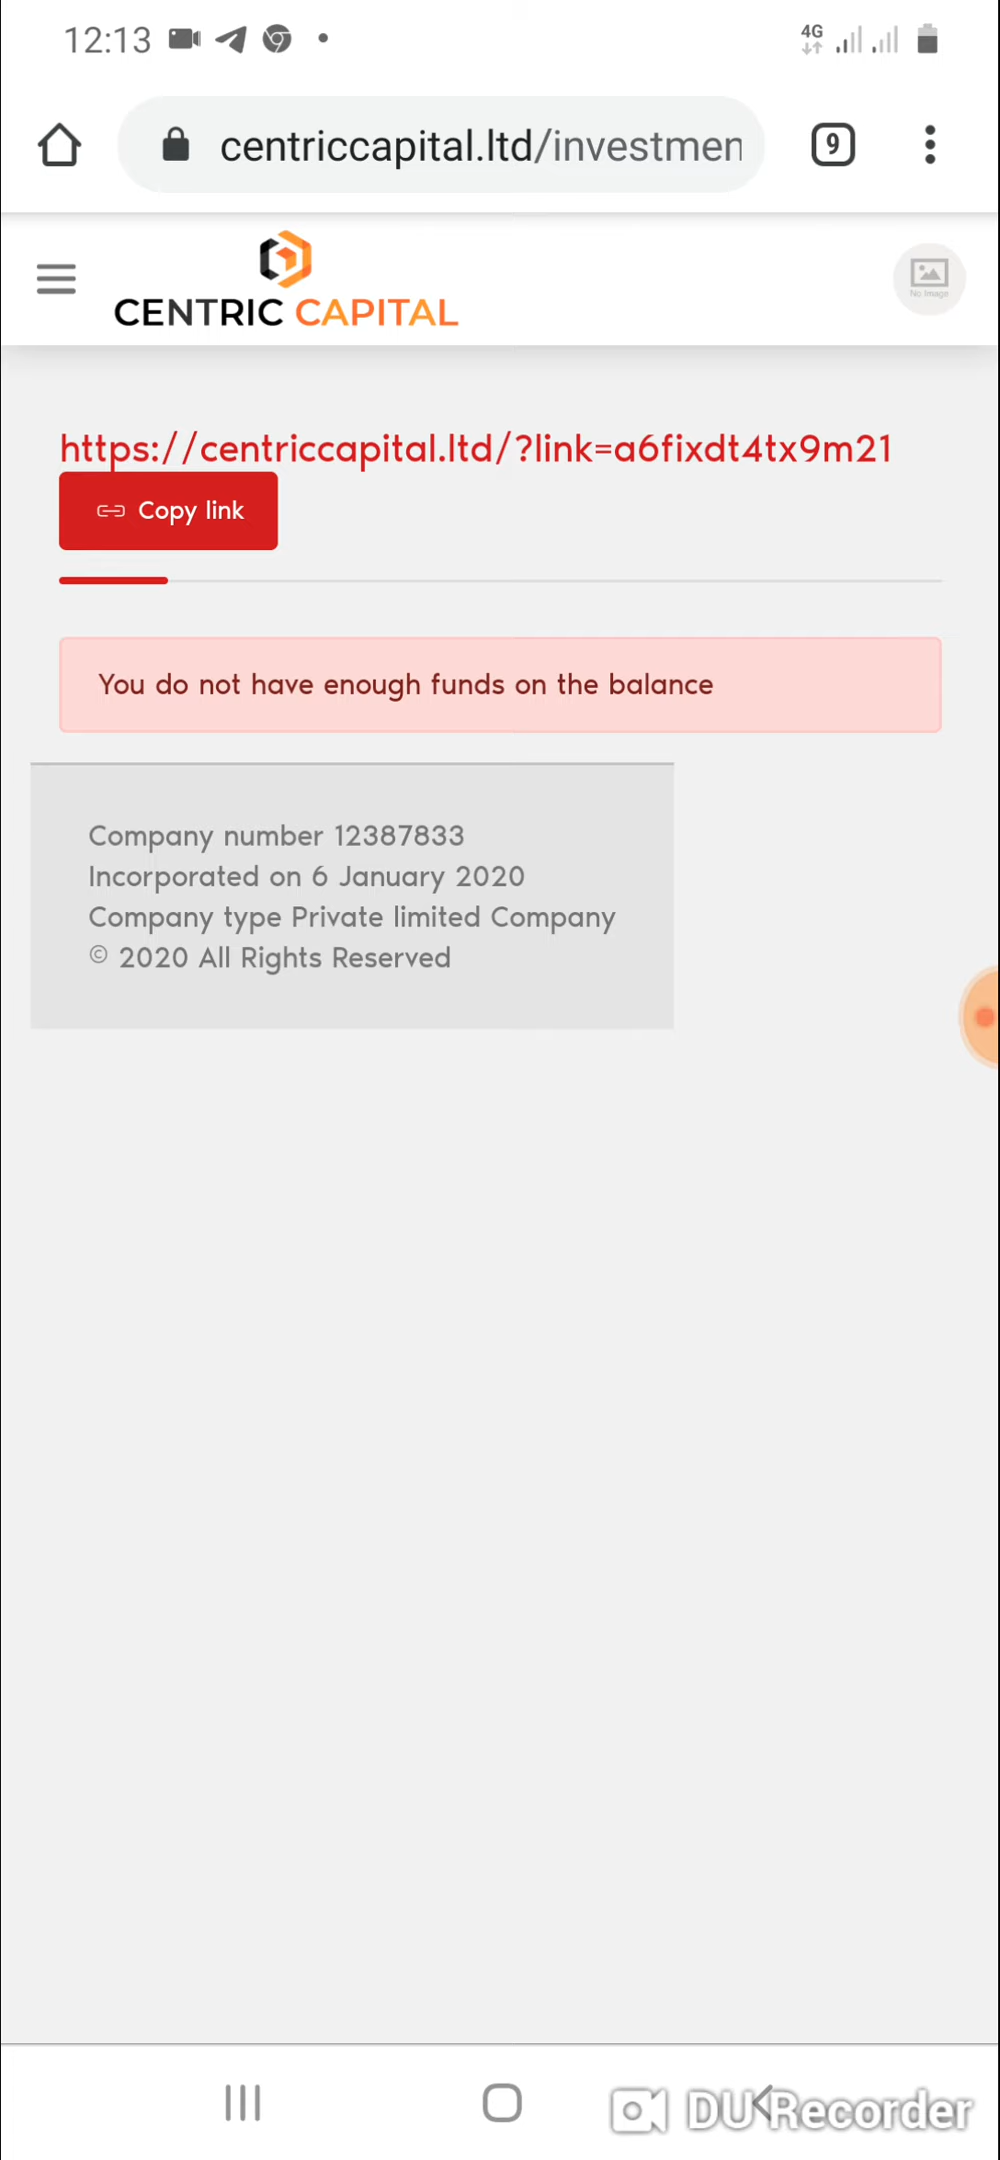 12:13
4G
centriccapital.ltd/investmen
9
CENTRIC CAPITAL
No Image
https://centriccapital.ltd/?link=a6fixdt4tx9m21
Copy link
You do not have enough funds on the balance
Company number 12387833
Incorporated on 6 January 2020
Company type Private limited Company
© 2020 All Rights Reserved
DU Recorder